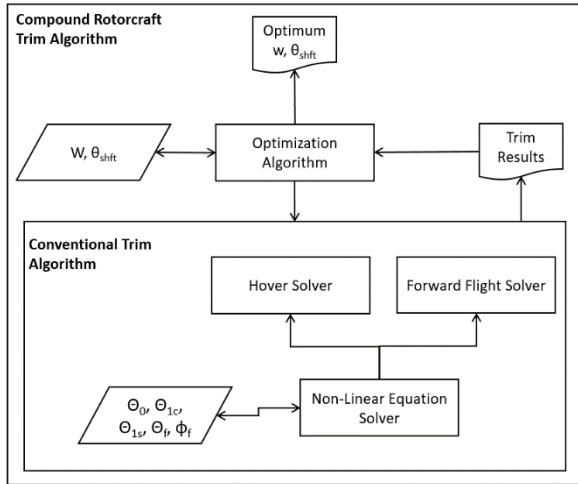 Compound Rotorcraft
Trim Algorithm
Optimum
w, θshft
W, θshft
Optimization
Algorithm
Trim
Results
Conventional Trim
Algorithm
Hover Solver
Forward Flight Solver
Θ0, Θ1c,
Θ1s, Θf, ϕf
Non-Linear Equation
Solver